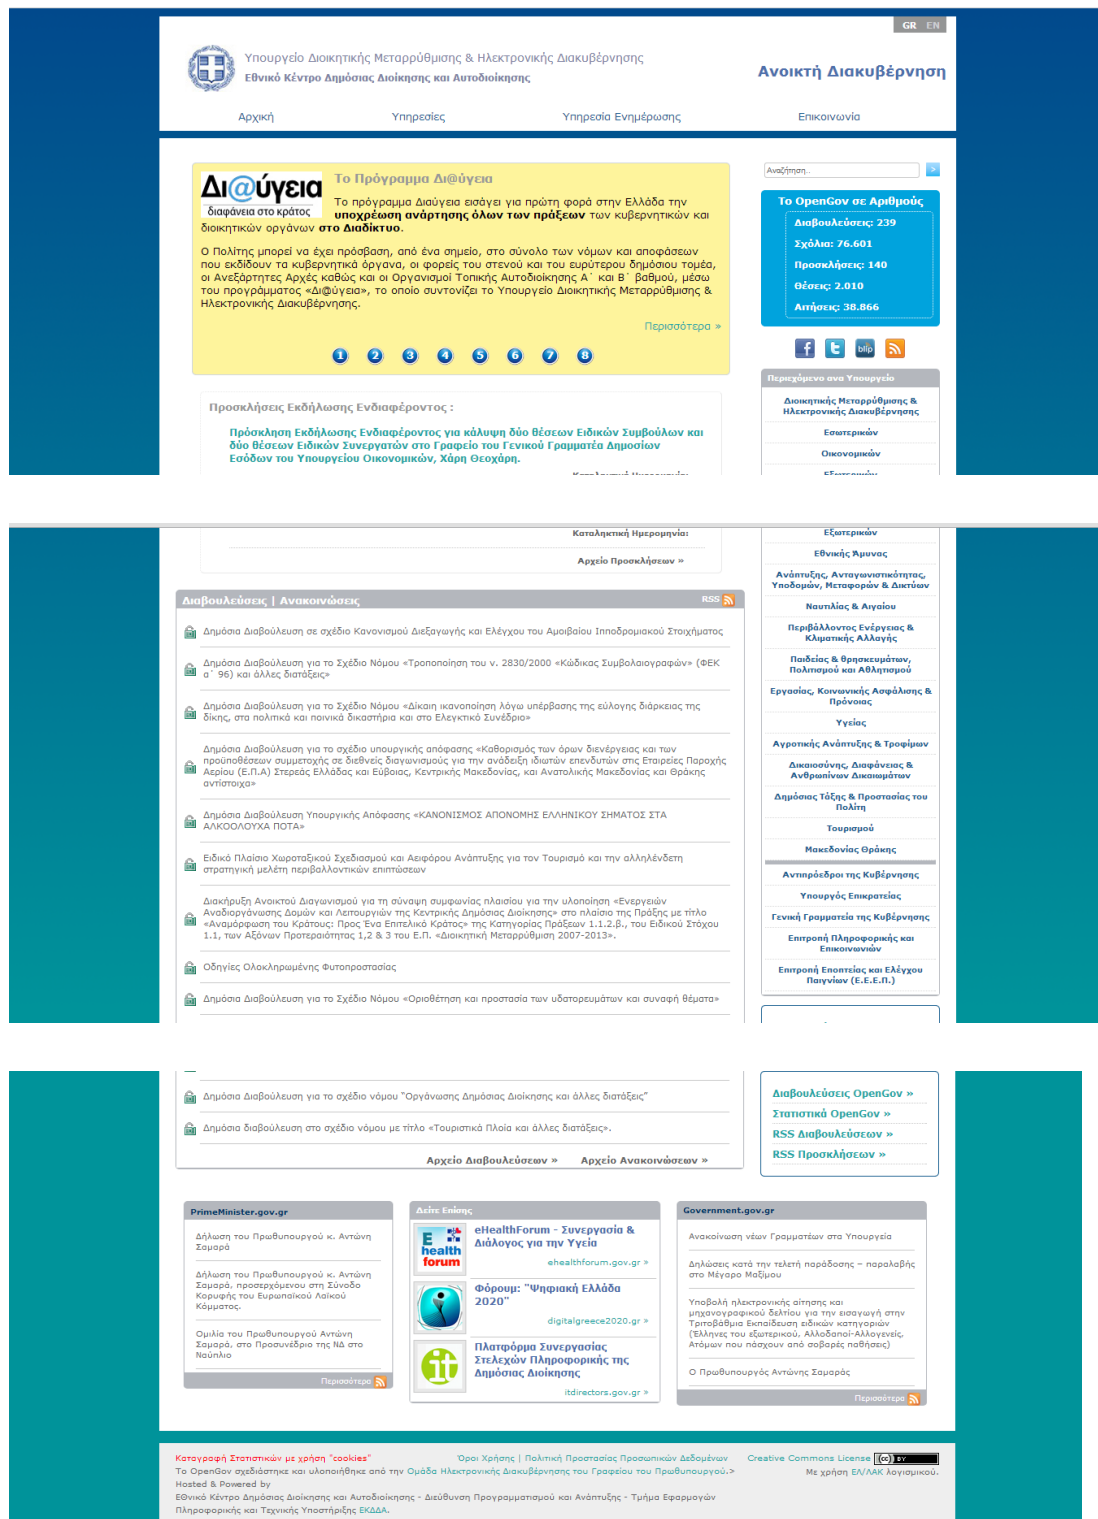 GR EN
Υπουργείο Διοικητικής Μεταρρύθμισης & Ηλεκτρονικής Διακυβέρνησης
Εθνικό Κέντρο Δημόσιας Διοίκησης και Αυτοδιοίκησης
Ανοικτή Διακυβέρνηση
Αρχική Υπηρεσίες Υπηρεσία Ενημέρωσης Επικοινωνία
Δι@ύγεια
διαφάνεια στο κράτος
Το Πρόγραμμα Δι@ύγεια
Το πρόγραμμα Διαύγεια εισάγει για πρώτη φορά στην Ελλάδα την
υποχρέωση ανάρτησης όλων των πράξεων των κυβερνητικών και
διοικητικών οργάνων στο Διαδίκτυο.
Ο Πολίτης μπορεί να έχει πρόσβαση, από ένα σημείο, στο σύνολο των νόμων και αποφάσεων
που εκδίδουν τα κυβερνητικά όργανα, οι φορείς του στενού και του ευρύτερου δημόσιου τομέα,
οι Ανεξάρτητες Αρχές καθώς και οι Οργανισμοί Τοπικής Αυτοδιοίκησης Α΄ και Β΄ βαθμού, μέσω
του προγράμματος «Δι@ύγεια», το οποίο συντονίζει το Υπουργείο Διοικητικής Μεταρρύθμισης &
Ηλεκτρονικής Διακυβέρνησης.
Περισσότερα »
1 2 3 4 5 6 7 8
Προσκλήσεις Εκδήλωσης Ενδιαφέροντος :
Πρόσκληση Εκδήλωσης Ενδιαφέροντος για κάλυψη δύο θέσεων Ειδικών Συμβούλων και
δύο θέσεων Ειδικών Συνεργατών στο Γραφείο του Γενικού Γραμματέα Δημοσίων
Εσόδων του Υπουργείου Οικονομικών, Χάρη Θεοχάρη.
Καταληκτική Ημερομηνία:
Αναζήτηση..
>
Το OpenGov σε Αριθμούς
Διαβουλεύσεις: 239
Σχόλια: 76.601
Προσκλήσεις: 140
Θέσεις: 2.010
Αιτήσεις: 38.866
blip
Περιεχόμενο ανα Υπουργείο
Διοικητικής Μεταρρύθμισης &
Ηλεκτρονικής Διακυβέρνησης
Εσωτερικών
Οικονομικών
Εξωτερικών
Καταληκτική Ημερομηνία:
Αρχείο Προσκλήσεων »
Διαβουλεύσεις | Ανακοινώσεις RSS
Δημόσια Διαβούλευση σε σχέδιο Κανονισμού Διεξαγωγής και Ελέγχου του Αμοιβαίου Ιπποδρομιακού Στοιχήματος
Δημόσια Διαβούλευση για το Σχέδιο Νόμου «Τροποποίηση του ν. 2830/2000 «Κώδικας Συμβολαιογραφών» (ΦΕΚ
α΄ 96) και άλλες διατάξεις»
Δημόσια Διαβούλευση για το Σχέδιο Νόμου «Δίκαιη ικανοποίηση λόγω υπέρβασης της εύλογης διάρκειας της
δίκης, στα πολιτικά και ποινικά δικαστήρια και στο Ελεγκτικό Συνέδριο»
Δημόσια Διαβούλευση για το σχέδιο υπουργικής απόφασης «Καθορισμός των όρων διενέργειας και των
προϋποθέσεων συμμετοχής σε διεθνείς διαγωνισμούς για την ανάδειξη ιδιωτών επενδυτών στις Εταιρείες Παροχής
Αερίου (Ε.Π.Α) Στερεάς Ελλάδας και Εύβοιας, Κεντρικής Μακεδονίας, και Ανατολικής Μακεδονίας και Θράκης
αντίστοιχα»
Δημόσια Διαβούλευση Υπουργικής Απόφασης «ΚΑΝΟΝΙΣΜΟΣ ΑΠΟΝΟΜΗΣ ΕΛΛΗΝΙΚΟΥ ΣΗΜΑΤΟΣ ΣΤΑ
ΑΛΚΟΟΛΟΥΧΑ ΠΟΤΑ»
Ειδικό Πλαίσιο Χωροταξικού Σχεδιασμού και Αειφόρου Ανάπτυξης για τον Τουρισμό και την αλληλένδετη
στρατηγική μελέτη περιβαλλοντικών επιπτώσεων
Διακήρυξη Ανοικτού Διαγωνισμού για τη σύναψη συμφωνίας πλαισίου για την υλοποίηση «Ενεργειών
Αναδιοργάνωσης Δομών και Λειτουργιών της Κεντρικής Δημόσιας Διοίκησης» στο πλαίσιο της Πράξης με τίτλο
«Αναμόρφωση του Κράτους: Προς Ένα Επιτελικό Κράτος» της Κατηγορίας Πράξεων 1.1.2.β., του Ειδικού Στόχου
1.1, των Αξόνων Προτεραιότητας 1,2 & 3 του Ε.Π. «Διοικητική Μεταρρύθμιση 2007-2013».
Οδηγίες Ολοκληρωμένης Φυτοπροστασίας
Δημόσια Διαβούλευση για το Σχέδιο Νόμου «Οριοθέτηση και προστασία των υδατορευμάτων και συναφή θέματα»
Εξωτερικών
Εθνικής Άμυνας
Ανάπτυξης, Ανταγωνιστικότητας,
Υποδομών, Μεταφορών & Δικτύων
Ναυτιλίας & Αιγαίου
Περιβάλλοντος Ενέργειας &
Κλιματικής Αλλαγής
Παιδείας & Θρησκευμάτων,
Πολιτισμού και Αθλητισμού
Εργασίας, Κοινωνικής Ασφάλισης &
Πρόνοιας
Υγείας
Αγροτικής Ανάπτυξης & Τροφίμων
Δικαιοσύνης, Διαφάνειας &
Ανθρωπίνων Δικαιωμάτων
Δημόσιας Τάξης & Προστασίας του
Πολίτη
Τουρισμού
Μακεδονίας Θράκης
Αντιπρόεδροι της Κυβέρνησης
Υπουργός Επικρατείας
Γενική Γραμματεία της Κυβέρνησης
Επιτροπή Πληροφορικής και
Επικοινωνιών
Επιτροπή Εποπτείας και Ελέγχου
Παιγνίων (Ε.Ε.Ε.Π.)
Δημόσια Διαβούλευση για το σχέδιο νόμου "Οργάνωσης Δημόσιας Διοίκησης και άλλες διατάξεις"
Δημόσια διαβούλευση στο σχέδιο νόμου με τίτλο «Τουριστικά Πλοία και άλλες διατάξεις».
Αρχείο Διαβουλεύσεων » Αρχείο Ανακοινώσεων »
Διαβουλεύσεις OpenGov »
Στατιστικά OpenGov »
RSS Διαβουλεύσεων »
RSS Προσκλήσεων »
PrimeMinister.gov.gr
Δήλωση του Πρωθυπουργού κ. Αντώνη
Σαμαρά
Δήλωση του Πρωθυπουργού κ. Αντώνη
Σαμαρά, προσερχόμενου στη Σύνοδο
Κορυφής του Ευρωπαϊκού Λαϊκού
Κόμματος.
Ομιλία του Πρωθυπουργού Αντώνη
Σαμαρά, στο Προσυνέδριο της ΝΔ στο
Ναύπλιο
Περισσότερα
Δείτε Επίσης
E
health
forum
eHealthForum - Συνεργασία &
Διάλογος για την Υγεία
ehealthforum.gov.gr »
Φόρουμ: "Ψηφιακή Ελλάδα
2020"
digitalgreece2020.gr »
it
Πλατφόρμα Συνεργασίας
Στελεχών Πληροφορικής της
Δημόσιας Διοίκησης
itdirectors.gov.gr »
Government.gov.gr
Ανακοίνωση νέων Γραμματέων στα Υπουργεία
Δηλώσεις κατά την τελετή παράδοσης – παραλαβής
στο Μέγαρο Μαξίμου
Υποβολή ηλεκτρονικής αίτησης και
μηχανογραφικού δελτίου για την εισαγωγή στην
Τριτοβάθμια Εκπαίδευση ειδικών κατηγοριών
(Έλληνες του εξωτερικού, Αλλοδαποί-Αλλογενείς,
Ατόμων που πάσχουν από σοβαρές παθήσεις)
Ο Πρωθυπουργός Αντώνης Σαμαράς
Περισσότερα
Καταγραφή Στατιστικών με χρήση "cookies" Όροι Χρήσης | Πολιτική Προστασίας Προσωπικών Δεδομένων Creative Commons License (cc) BY
Το OpenGov σχεδιάστηκε και υλοποιήθηκε από την Ομάδα Ηλεκτρονικής Διακυβέρνησης του Γραφείου του Πρωθυπουργού.> Με χρήση ΕΛ/ΛΑΚ λογισμικού.
Hosted & Powered by
ΕΘνικό Κέντρο Δημόσιας Διοίκησης και Αυτοδιοίκησης - Διεύθυνση Προγραμματισμού και Ανάπτυξης - Τμήμα Εφαρμογών
Πληροφορικής και Τεχνικής Υποστήριξης ΕΚΔΔΑ.